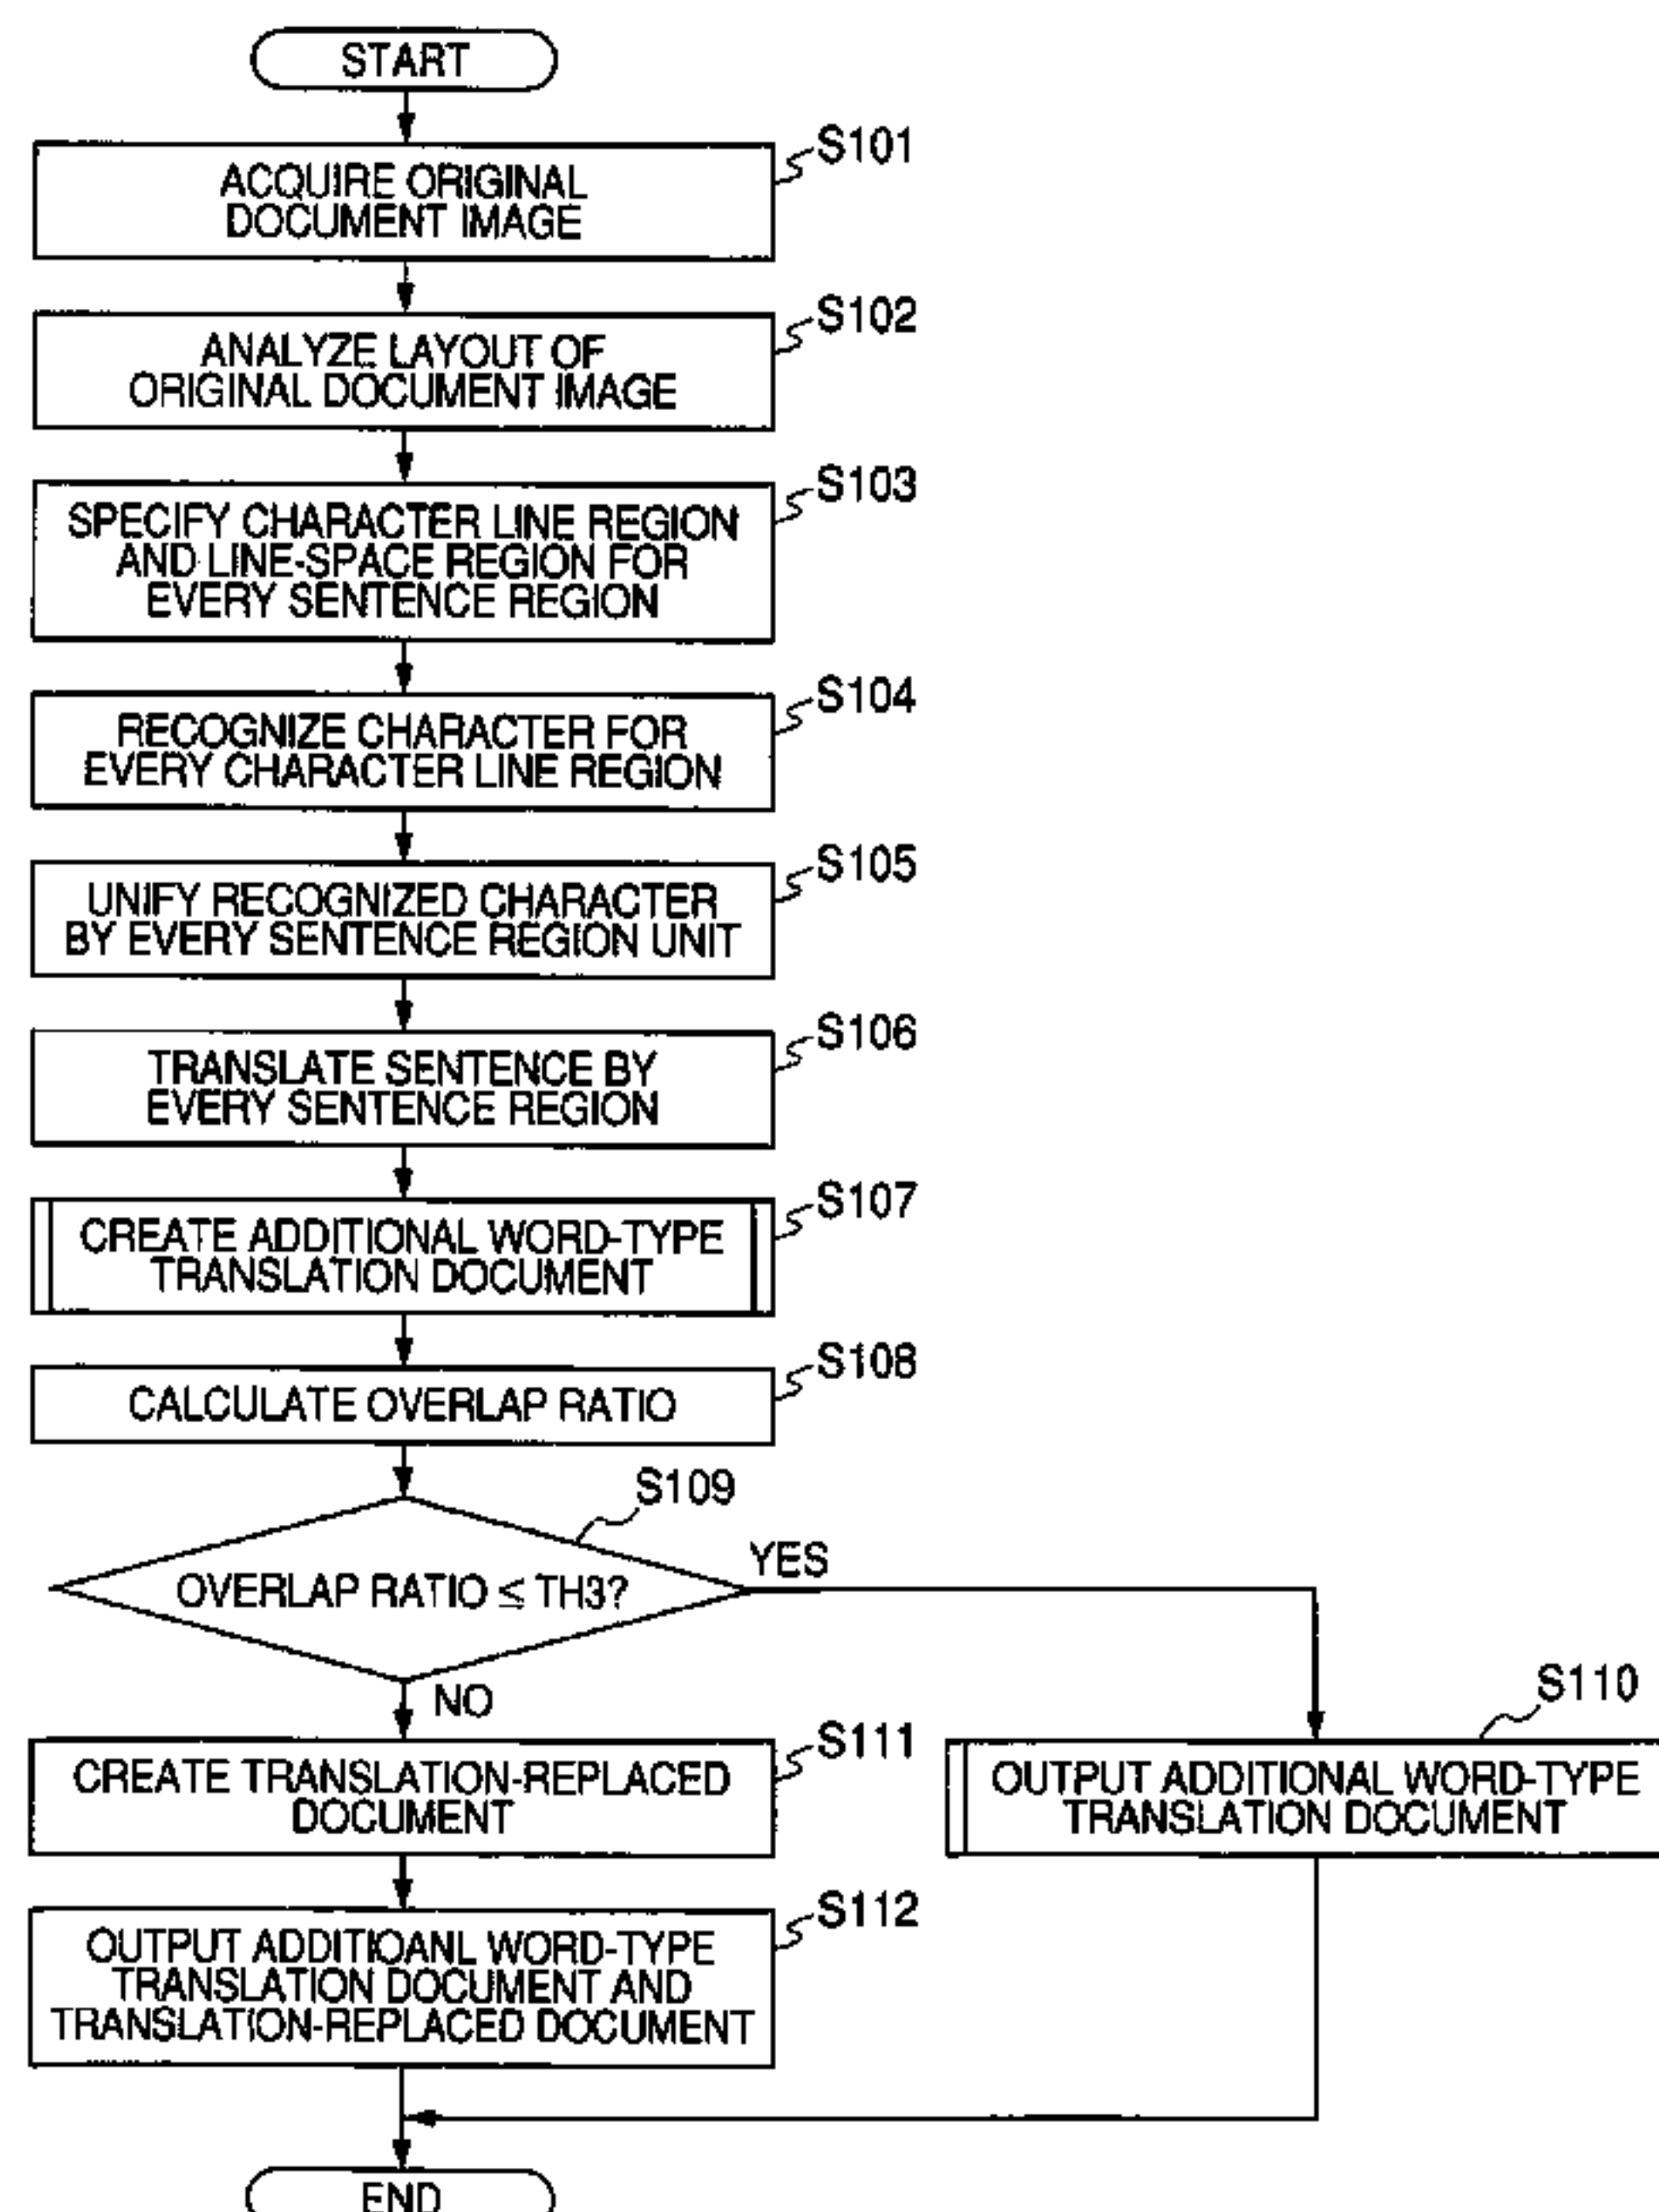 START
S101
ACQUIRE ORIGINAL
DOCUMENT IMAGE
S102
ANALYZE LAYOUT OF
ORIGINAL DOCUMENT IMAGE
S103
SPECIFY CHARACTER LINE REGION
AND LINE-SPACE REGION FOR
EVERY SENTENCE REGION
S104
RECOGNIZE CHARACTER FOR
EVERY CHARACTER LINE REGION
S105
UNIFY RECOGNIZED CHARACTER
BY EVERY SENTENCE REGION UNIT
S106
TRANSLATE SENTENCE BY
EVERY SENTENCE REGION
S107
CREATE ADDITIONAL WORD-TYPE
TRANSLATION DOCUMENT
S108
CALCULATE OVERLAP RATIO
S109
OVERLAP RATIO ≦ TH3?
YES
NO
S110
OUTPUT ADDITIONAL WORD-TYPE
TRANSLATION DOCUMENT
S111
CREATE TRANSLATION-REPLACED
DOCUMENT
S112
OUTPUT ADDITIOANL WORD-TYPE
TRANSLATION DOCUMENT AND
TRANSLATION-REPLACED DOCUMENT
END